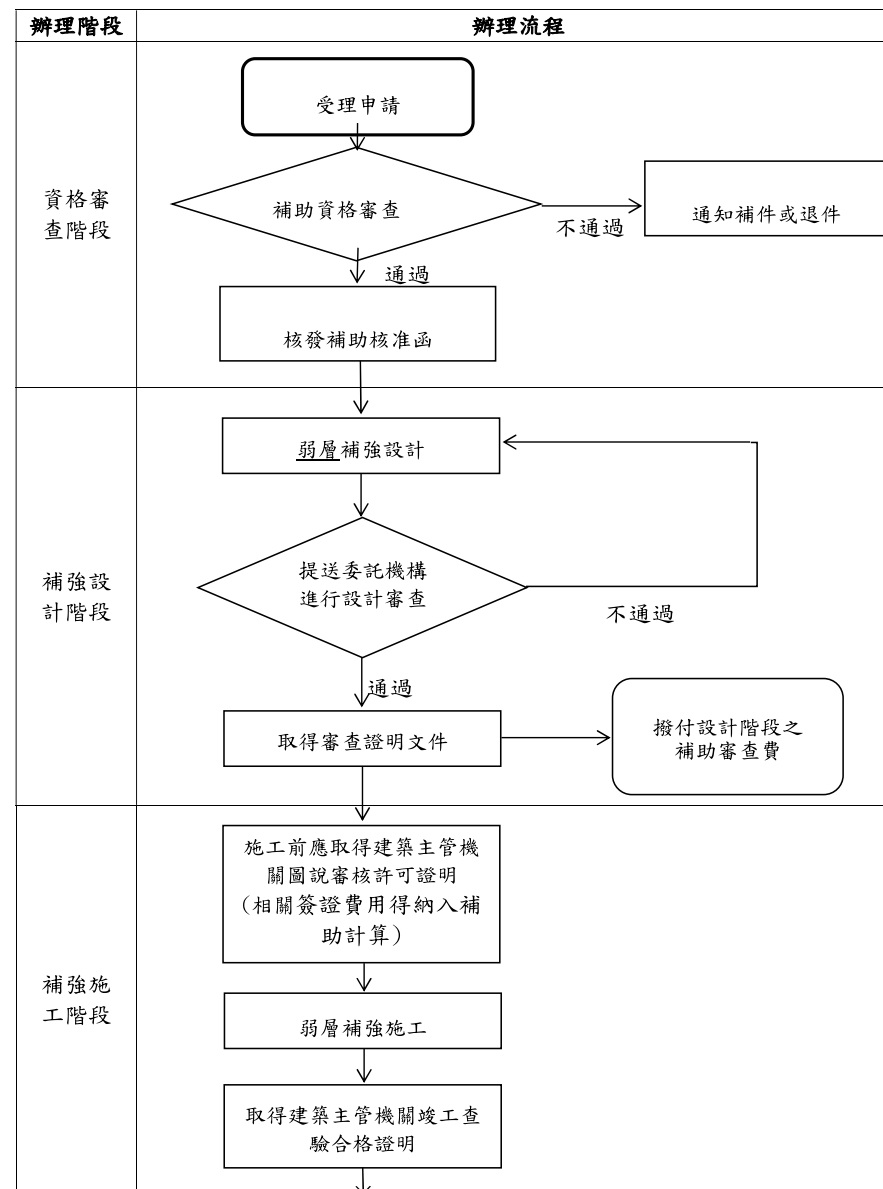 辦理階段
辦理流程
資格審
查階段
受理申請
補助資格審查
不通過
通知補件或退件
通過
核發補助核准函
補強設
計階段
弱層補強設計
提送委託機構
進行設計審查
不通過
通過
取得審查證明文件
撥付設計階段之
補助審查費
補強施
工階段
施工前應取得建築主管機
關圖說審核許可證明
（相關簽證費用得納入補
助計算）
弱層補強施工
取得建築主管機關竣工查
驗合格證明